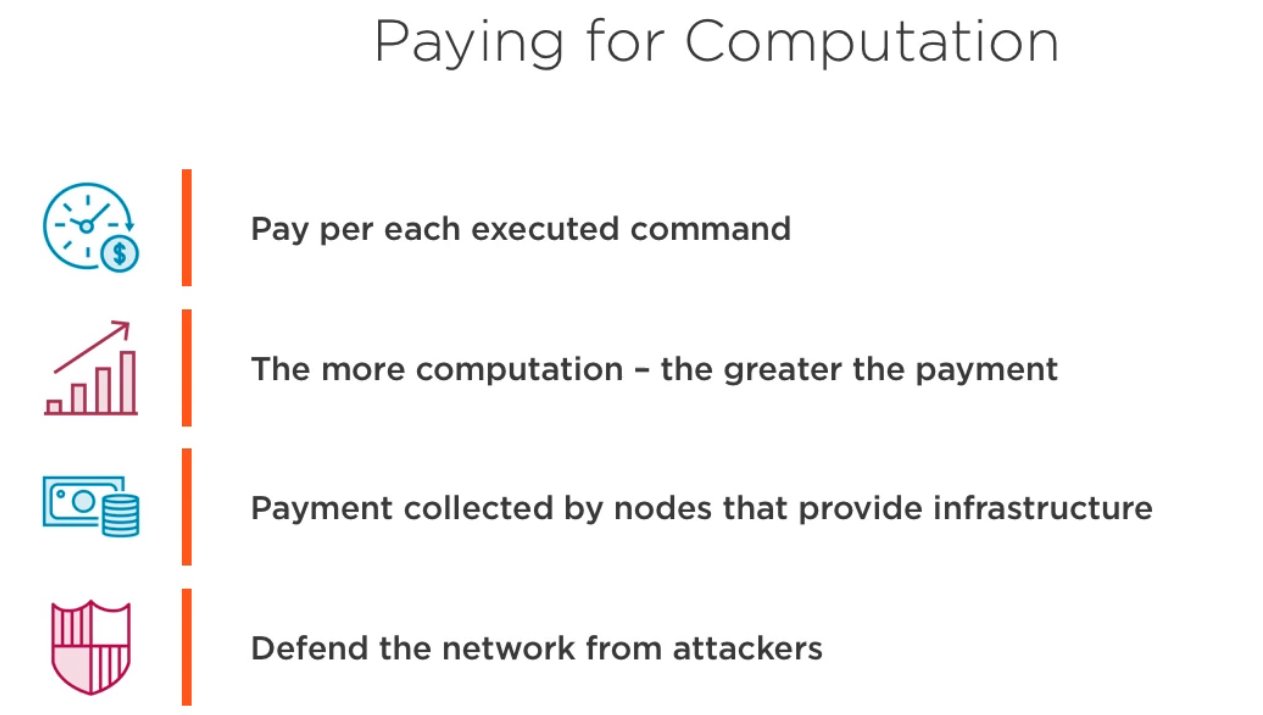 Paying for Computation
$
Pay per each executed command
The more computation – the greater the payment
Payment collected by nodes that provide infrastructure
Defend the network from attackers